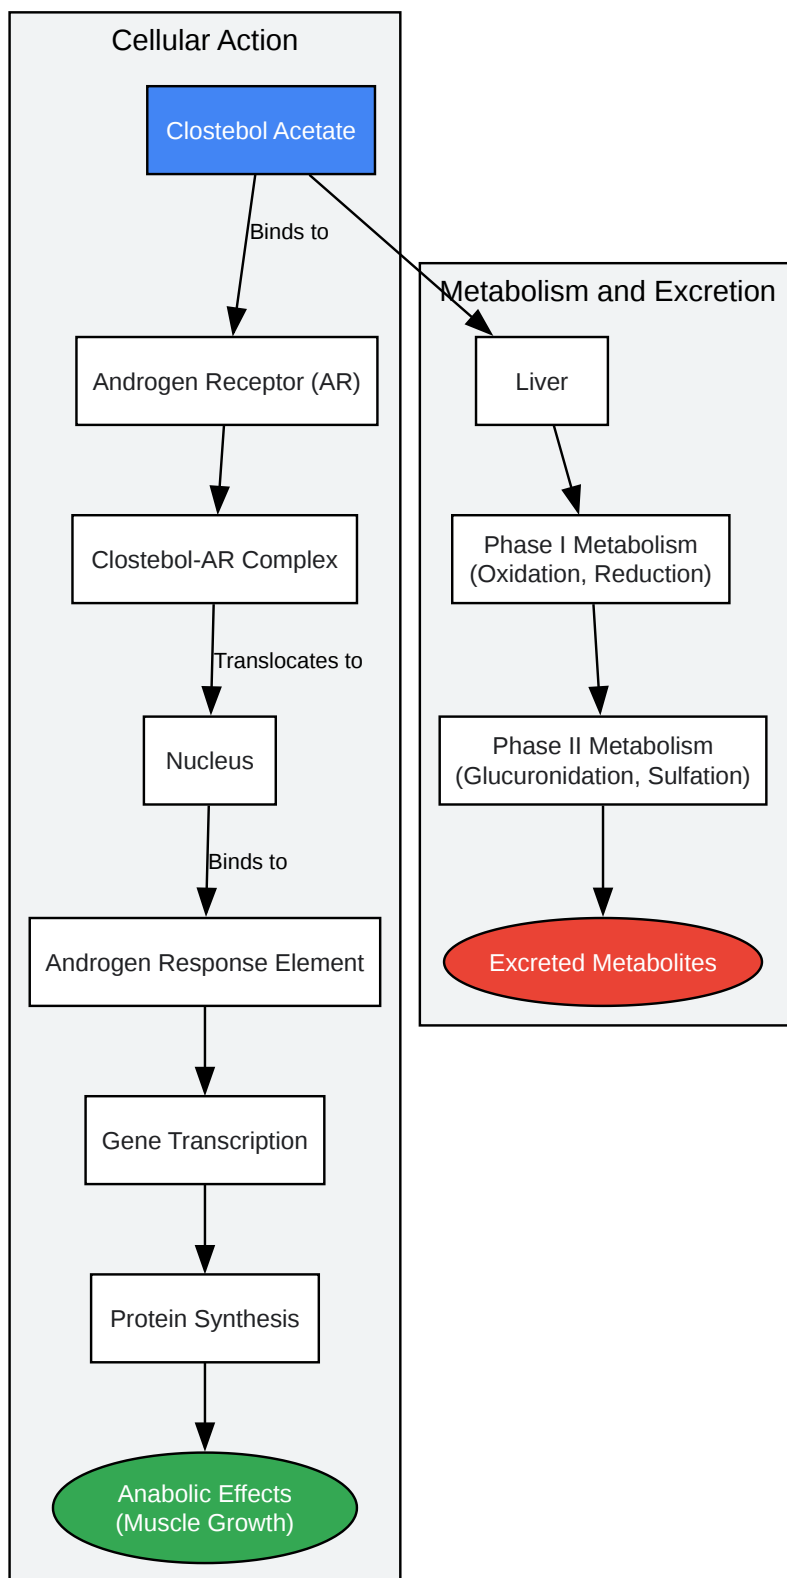 Cellular Action
Clostebol Acetate
Binds to
Androgen Receptor (AR)
Clostebol-AR Complex
Translocates to
Nucleus
Binds to
Androgen Response Element
Gene Transcription
Protein Synthesis
Anabolic Effects
(Muscle Growth)
Metabolism and Excretion
Liver
Phase I Metabolism
(Oxidation, Reduction)
Phase II Metabolism
(Glucuronidation, Sulfation)
Excreted Metabolites